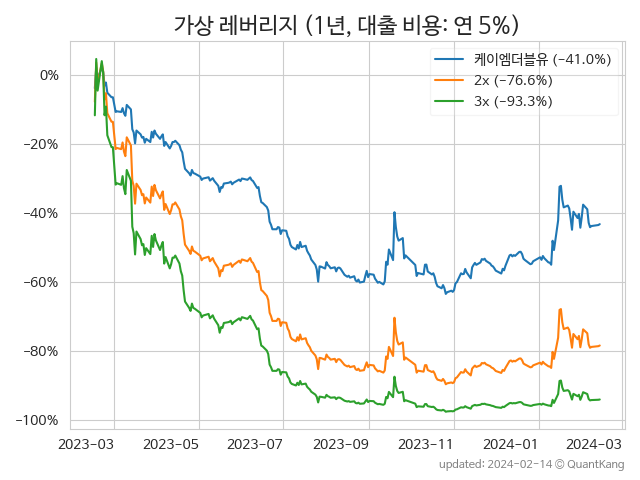 가상 레버리지 (1년, 대출 비용: 연 5%)
케이엠더블유 (−41.0%)
2x (−76.6%)
3x (−93.3%)
0%
−20%
−40%
−60%
−80%
−100%
2023-03 2023-05 2023-07 2023-09 2023-11 2024-01 2024-03
updated: 2024-02-14 © QuantKang